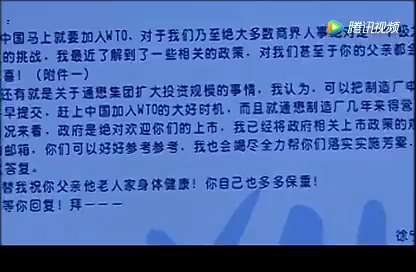 腾讯视频
中国马上就要加入WTO，对于我们乃至绝大多数商界人事
的挑战，我最近了解到了一些相关的政策，对我们甚至于你的父亲都会
喜！（附件一）
还有就是关于通想集团扩大投资规模的事情，我认为，可以把制造厂
早提交，赶上中国加入WTO的大好时机，而且就通想制造厂几年来得营
况来看，政府是绝对欢迎你们的上市，我已经将政府相关上市政策的
邮箱，你们可以好好参考参考，我也会竭尽全力帮你们落实实施方案，
答复。
替我祝你父亲他老人家身体健康！你自己也多多保重！
等你回复！拜一一一
徐